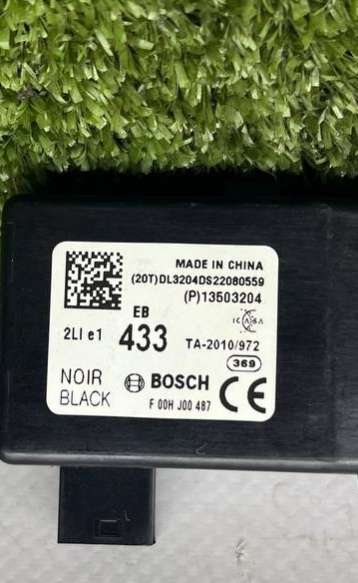 MADE IN CHINA
(20T)DL3204DS22080559
(P)13503204
EB
2LI e1 433
ICASA
TA-2010/972
369
NOIR
BLACK
BOSCH
F 00H J00 487
CE